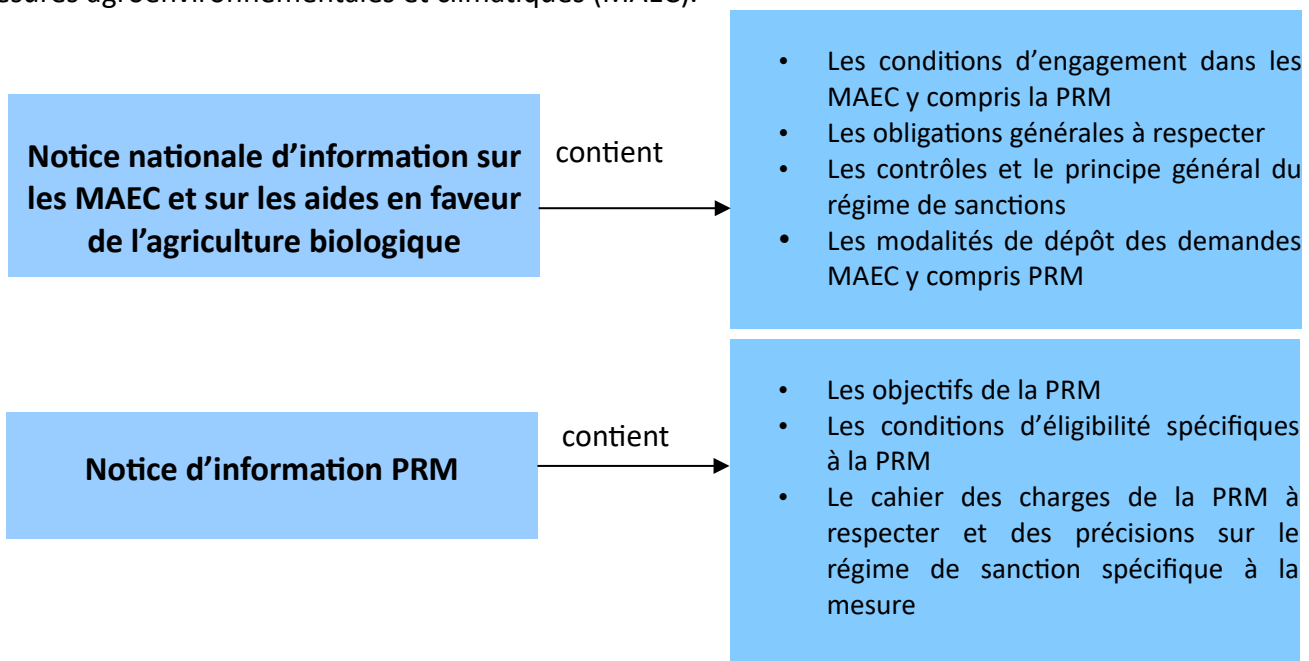 esures agroenvironnementales et climatiques (MAEC).
Notice nationale d’information sur
les MAEC et sur les aides en faveur
de l’agriculture biologique
contient
• Les conditions d’engagement dans les
MAEC y compris la PRM
• Les obligations générales à respecter
• Les contrôles et le principe général du
régime de sanctions
• Les modalités de dépôt des demandes
MAEC y compris PRM
Notice d’information PRM
contient
• Les objectifs de la PRM
• Les conditions d’éligibilité spécifiques
à la PRM
• Le cahier des charges de la PRM à
respecter et des précisions sur le
régime de sanction spécifique à la
mesure